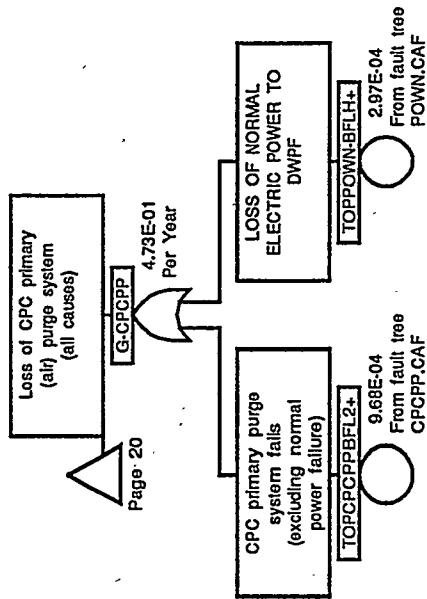 Loss of CPC primary
(air) purge system
(all causes)
G-CPCPP
4.73E-01
Per Year
Page 20
CPC primary purge
system fails
(excluding normal
power failure)
TOPCPCPPBFL2+
9.68E-04
From fault tree
CPCPP.CAF
LOSS OF NORMAL
ELECTRIC POWER TO
DWPF
TOPPOWN-BFLH+
2.97E-04
From fault tree
POWN.CAF